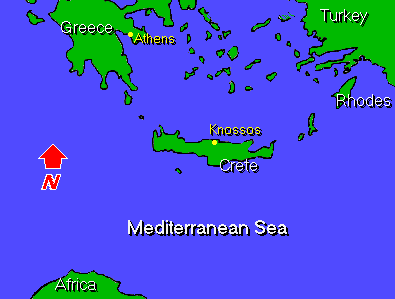 Turkey
Greece
Athens
Rhodes
Knossos
Crete
N
Mediterranean Sea
Africa